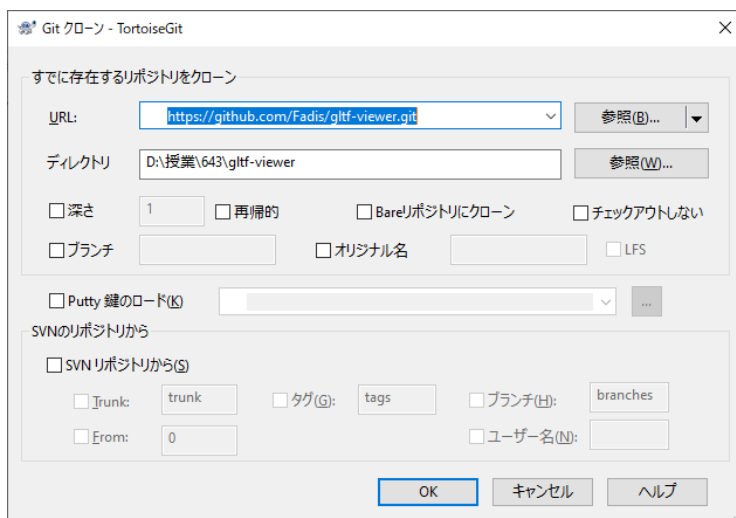 Git クローン - TortoiseGit
すでに存在するリポジトリをクローン
URL: https://github.com/Fadis/gltf-viewer.git 参照(B)...
ディレクトリ D:\授業\643\gltf-viewer 参照(W)...
深さ 1 再帰的 Bareリポジトリにクローン チェックアウトしない
ブランチ オリジナル名 LFS
Putty 鍵のロード(K) ...
SVNのリポジトリから
SVN リポジトリから(S)
Trunk: trunk タグ(G): tags ブランチ(H): branches
From: 0 ユーザー名(N):
OK キャンセル ヘルプ